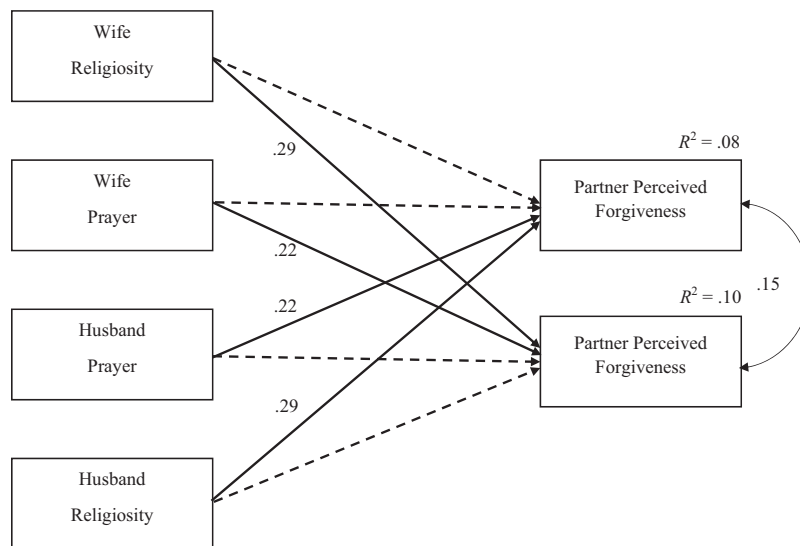 Wife
Religiosity
.29
R² = .08
Wife
Prayer
Partner Perceived
Forgiveness
.22
.15
R² = .10
.22
Husband
Prayer
Partner Perceived
Forgiveness
.29
Husband
Religiosity